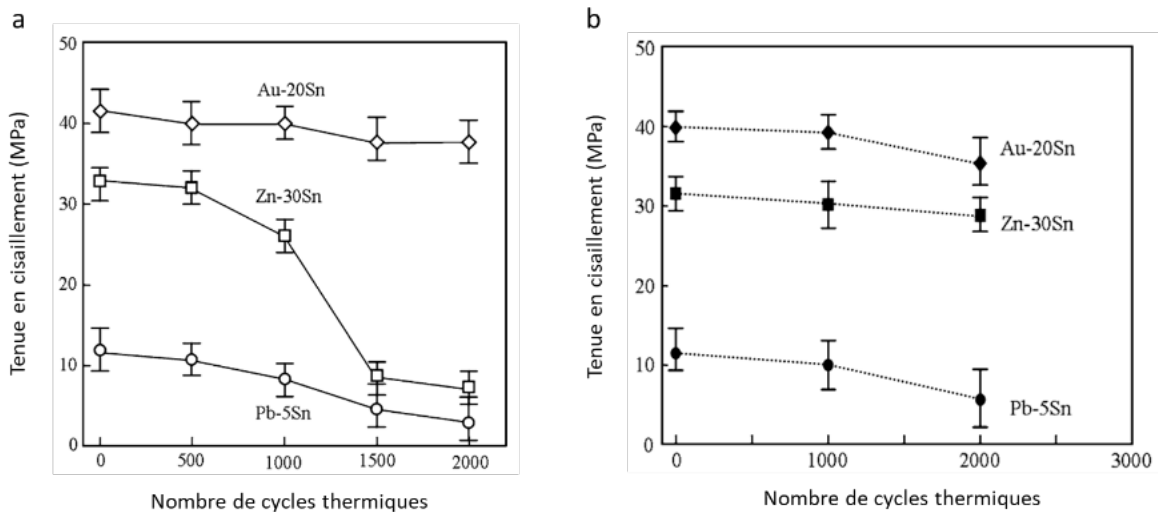 a
50
40
30
20
10
0
Tenue en cisaillement (MPa)
Au-20Sn
Zn-30Sn
Pb-5Sn
0 500 1000 1500 2000
Nombre de cycles thermiques
b
50
40
30
20
10
0
Tenue en cisaillement (MPa)
Au-20Sn
Zn-30Sn
Pb-5Sn
0 1000 2000 3000
Nombre de cycles thermiques